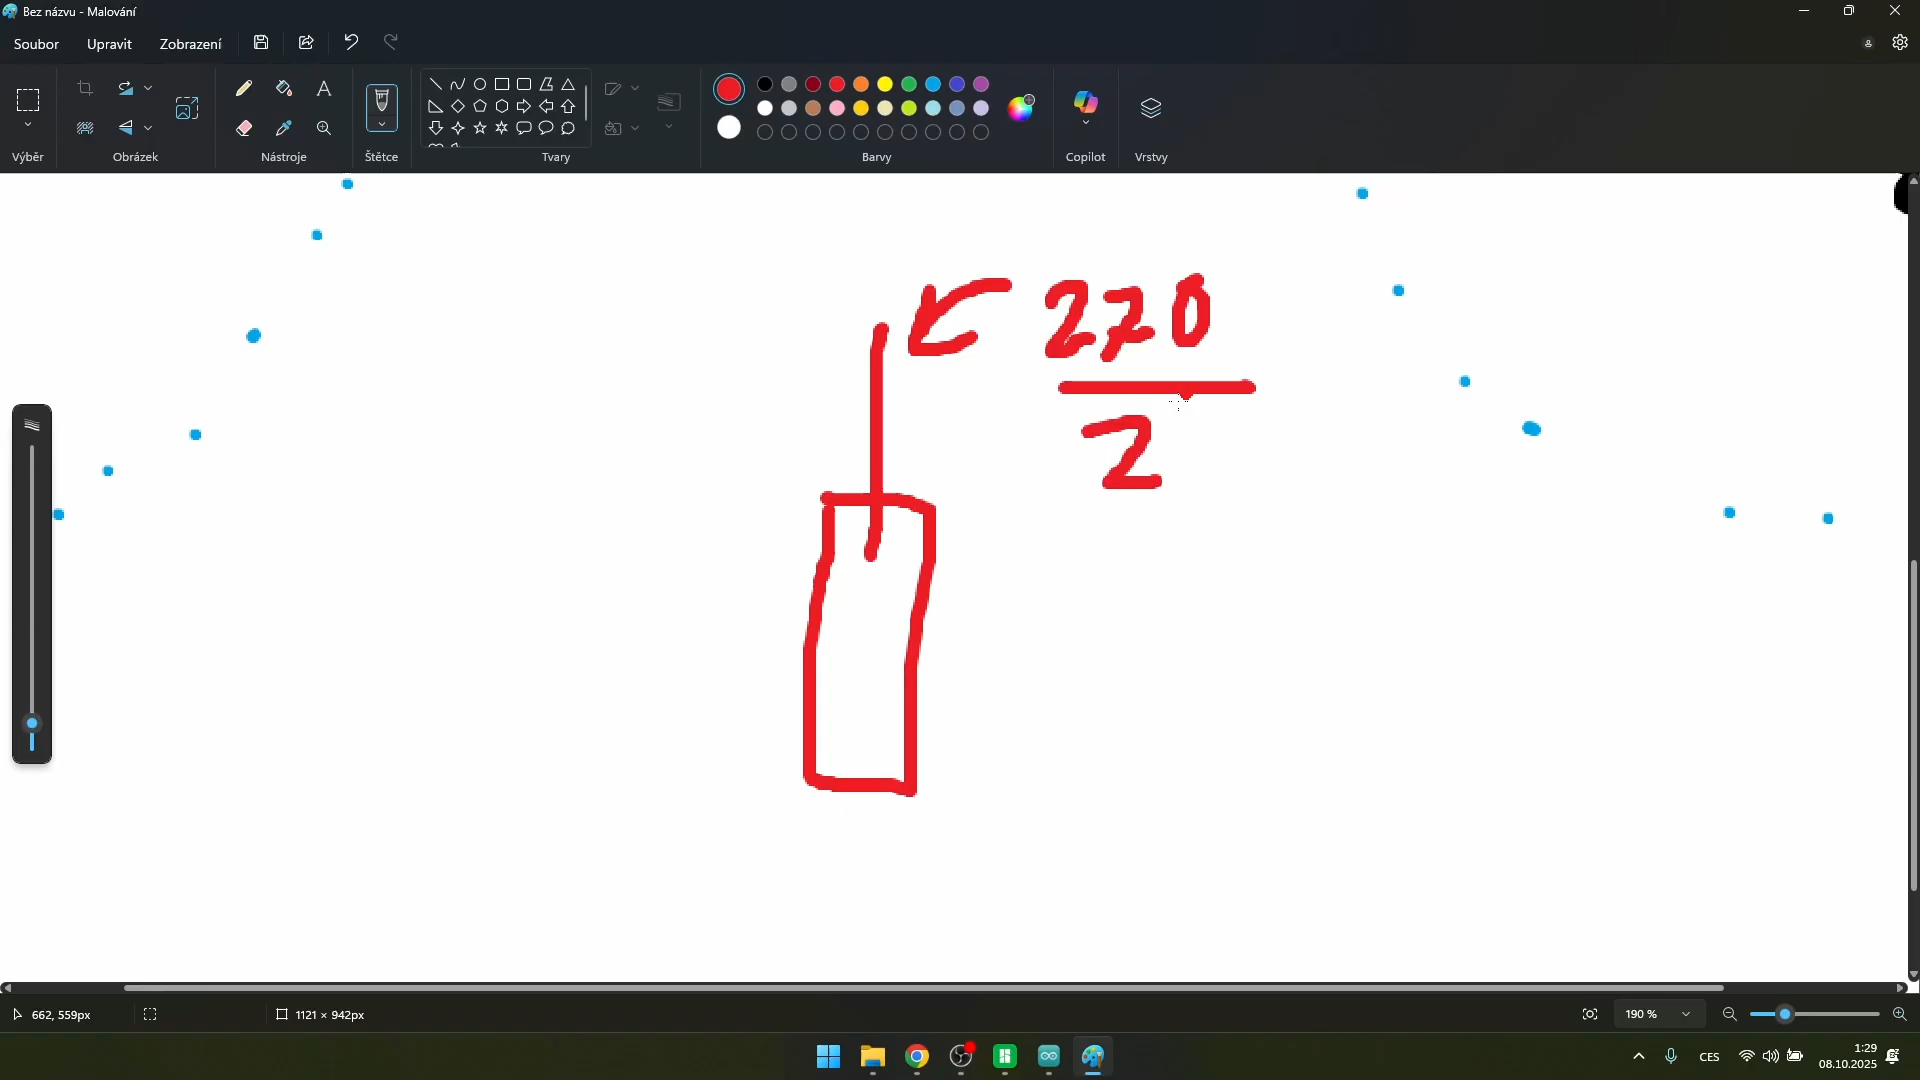 Bez názvu - Malování
Soubor
Upravit
Zobrazení
Výběr
Obrázek
Nástroje
Štětce
Tvary
Barvy
Copilot
Vrstvy
270
2
662, 559px
1121 × 942px
190 %
CES
1:29
08.10.2025